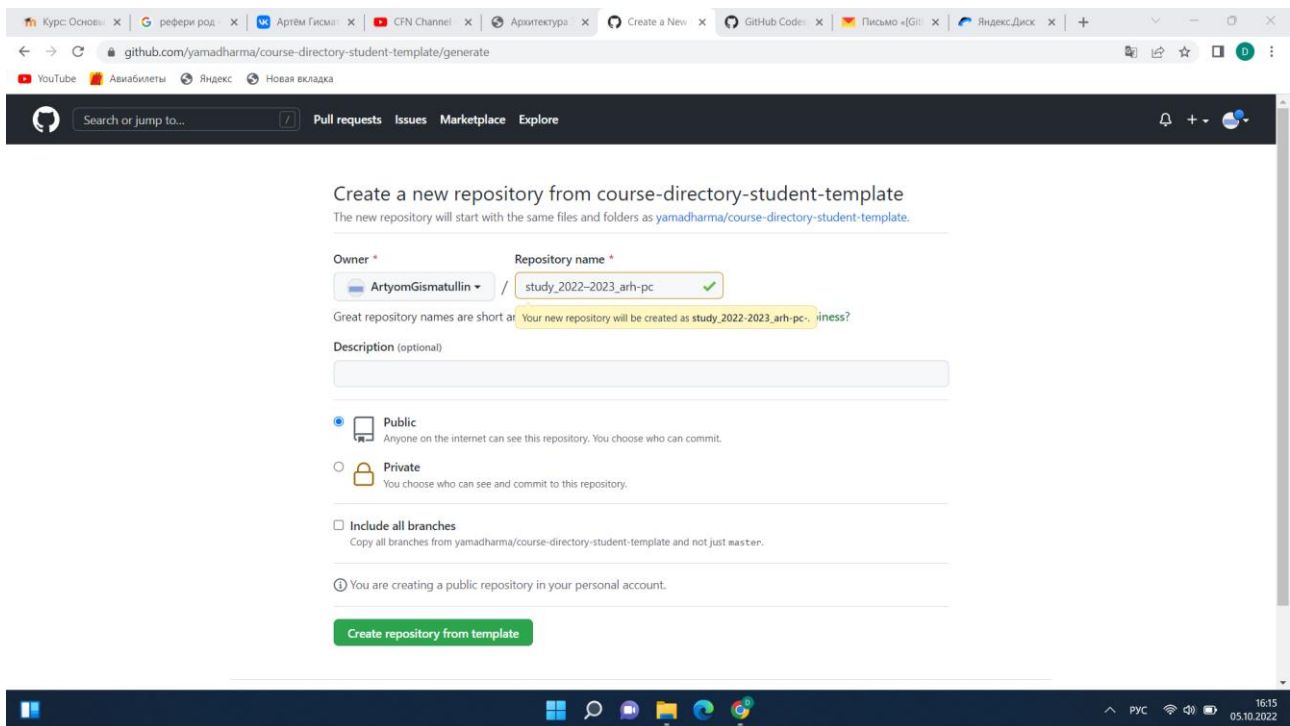 Курс: Основы
рефери род
Артём Гисмат
CFN Channel
Архитектура
Create a New
GitHub Codes
Письмо «[Git
Яндекс.Диск
github.com/yamadharma/course-directory-student-template/generate
YouTube Авиабилеты Яндекс Новая вкладка
Search or jump to... / Pull requests Issues Marketplace Explore
Create a new repository from course-directory-student-template
The new repository will start with the same files and folders as yamadharma/course-directory-student-template.
Owner * Repository name *
ArtyomGismatullin / study_2022–2023_arh-pc
Great repository names are short ar
Your new repository will be created as study_2022-2023_arh-pc-.
iness?
Description (optional)
Public
Anyone on the internet can see this repository. You choose who can commit.
Private
You choose who can see and commit to this repository.
Include all branches
Copy all branches from yamadharma/course-directory-student-template and not just master.
You are creating a public repository in your personal account.
Create repository from template
РУС 16:15
05.10.2022